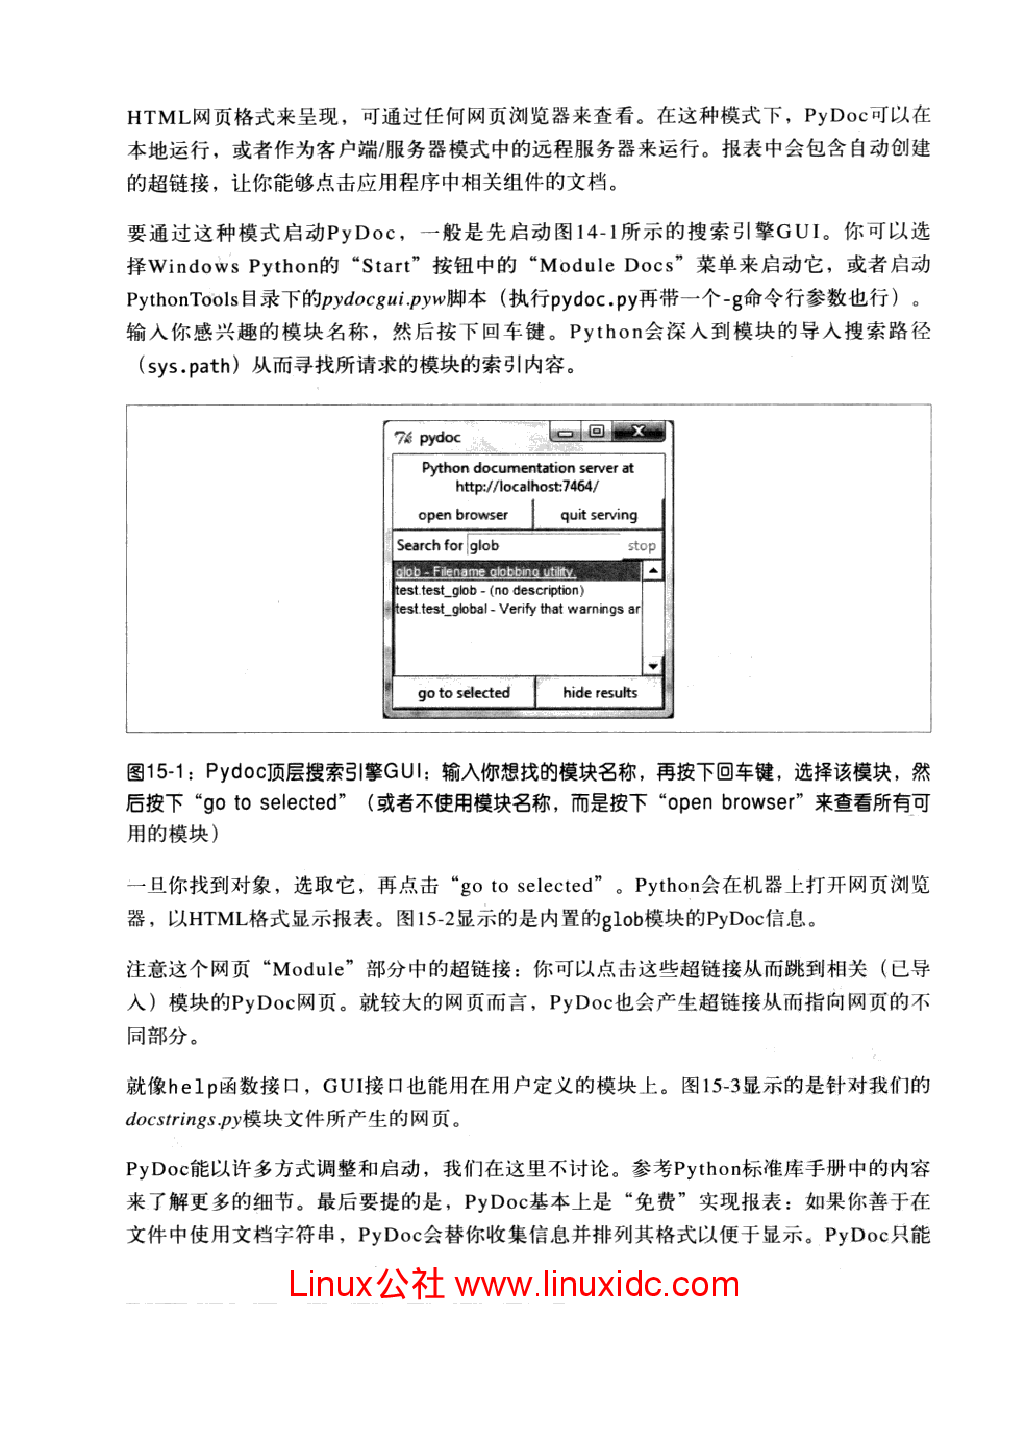 HTML网页格式来呈现，可通过任何网页浏览器来查看。在这种模式下，PyDoc可以在
本地运行，或者作为客户端/服务器模式中的远程服务器来运行。报表中会包含自动创建
的超链接，让你能够点击应用程序中相关组件的文档。
要通过这种模式启动PyDoc，一般是先启动图14-1所示的搜索引擎GUI。你可以选
择Windows Python的“Start”按钮中的“Module Docs”菜单来启动它，或者启动
PythonTools目录下的pydocgui.pyw脚本（执行pydoc.py再带一个-g命令行参数也行）。
输入你感兴趣的模块名称，然后按下回车键。Python会深入到模块的导入搜索路径
（sys.path）从而寻找所请求的模块的索引内容。
pydoc
Python documentation server at
http://localhost:7464/
open browser quit serving
Search for glob stop
glob - Filename globbing utility.
test.test_glob - (no description)
test.test_global - Verify that warnings ar
go to selected hide results
图15-1：Pydoc顶层搜索引擎GUI：输入你想找的模块名称，再按下回车键，选择该模块，然
后按下“go to selected”（或者不使用模块名称，而是按下“open browser”来查看所有可
用的模块）
一旦你找到对象，选取它，再点击“go to selected”。Python会在机器上打开网页浏览
器，以HTML格式显示报表。图15-2显示的是内置的glob模块的PyDoc信息。
注意这个网页“Module”部分中的超链接：你可以点击这些超链接从而跳到相关（已导
入）模块的PyDoc网页。就较大的网页而言，PyDoc也会产生超链接从而指向网页的不
同部分。
就像help函数接口，GUI接口也能用在用户定义的模块上。图15-3显示的是针对我们的
docstrings.py模块文件所产生的网页。
PyDoc能以许多方式调整和启动，我们在这里不讨论。参考Python标准库手册中的内容
来了解更多的细节。最后要提的是，PyDoc基本上是“免费”实现报表：如果你善于在
文件中使用文档字符串，PyDoc会替你收集信息并排列其格式以便于显示。PyDoc只能
Linux公社 www.linuxidc.com